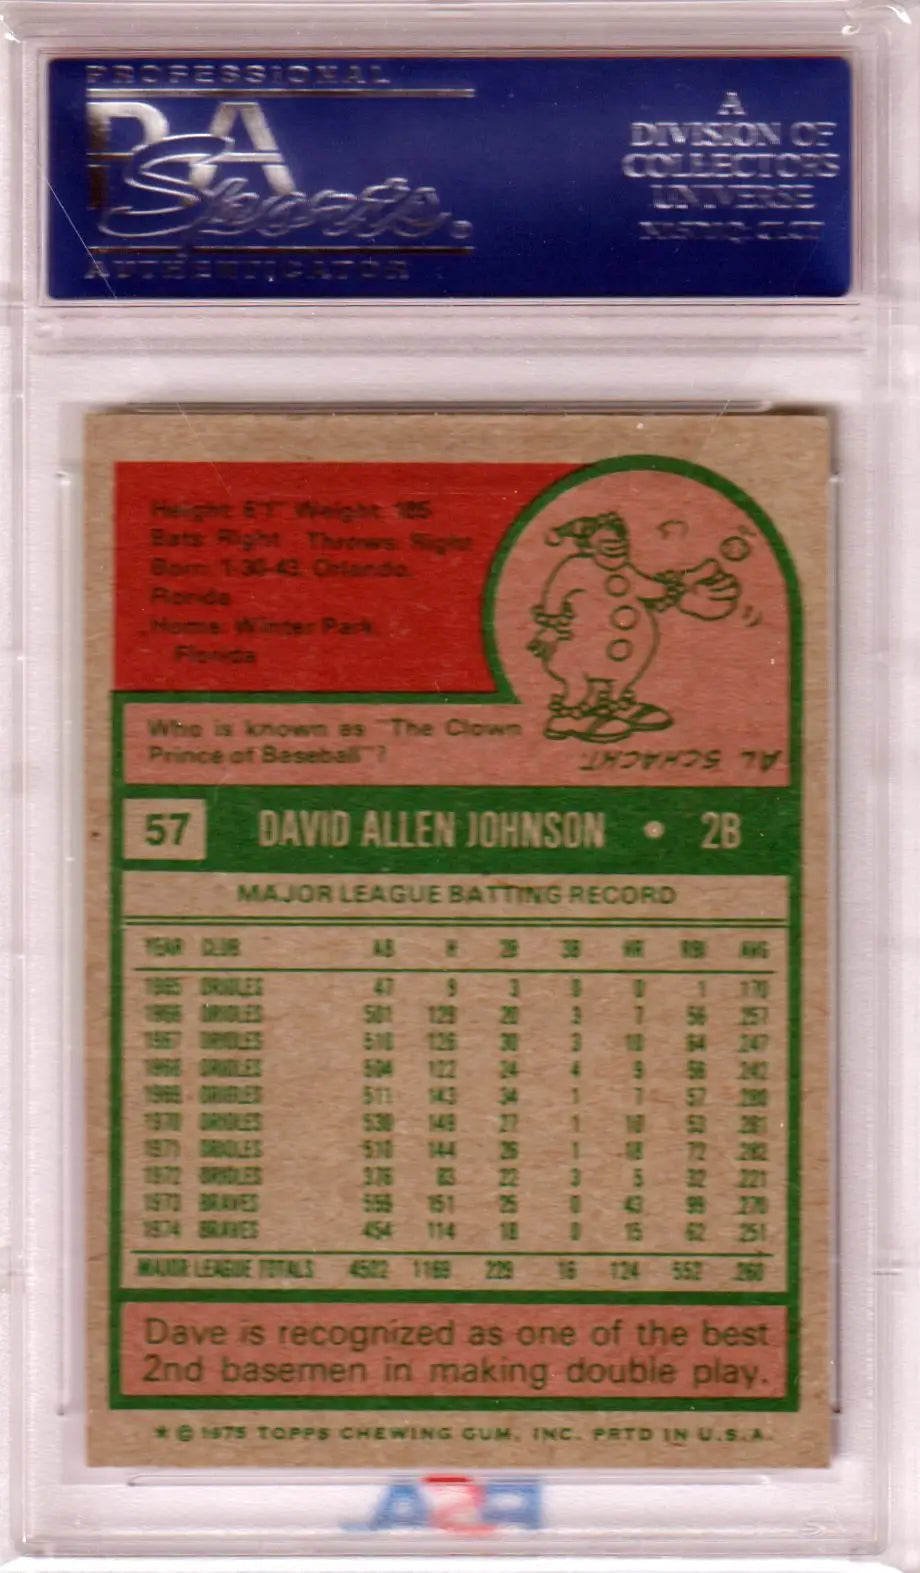 PROFESSIONAL
PSA
Sports
AUTHENTICATOR
A
DIVISION OF
COLLECTORS
UNIVERSE
NASDAQ: CLCT
Height: 6'1" Weight: 185
Bats: Right Throws: Right
Born: 1-30-43, Orlando,
Florida
Home: Winter Park,
Florida
Who is known as "The Clown
Prince of Baseball"?
AL SCHACHT.
57 DAVID ALLEN JOHNSON • 2B
MAJOR LEAGUE BATTING RECORD
YEAR CLUB AB H 2B 3B HR RBI AVG
1965 ORIOLES 47 9 3 0 0 1 .170
1966 ORIOLES 501 129 20 3 7 56 .257
1967 ORIOLES 510 126 30 3 10 64 .247
1968 ORIOLES 504 122 24 4 9 56 .242
1969 ORIOLES 511 143 34 1 7 57 .280
1970 ORIOLES 530 149 27 1 10 53 .281
1971 ORIOLES 510 144 26 1 18 72 .282
1972 ORIOLES 376 83 22 3 5 32 .221
1973 BRAVES 559 151 25 0 43 99 .270
1974 BRAVES 454 114 18 0 15 62 .251
MAJOR LEAGUE TOTALS 4502 1169 229 16 124 552 .260
Dave is recognized as one of the best
2nd basemen in making double play.
* © 1975 TOPPS CHEWING GUM, INC. PRTD IN U.S.A.
PSA